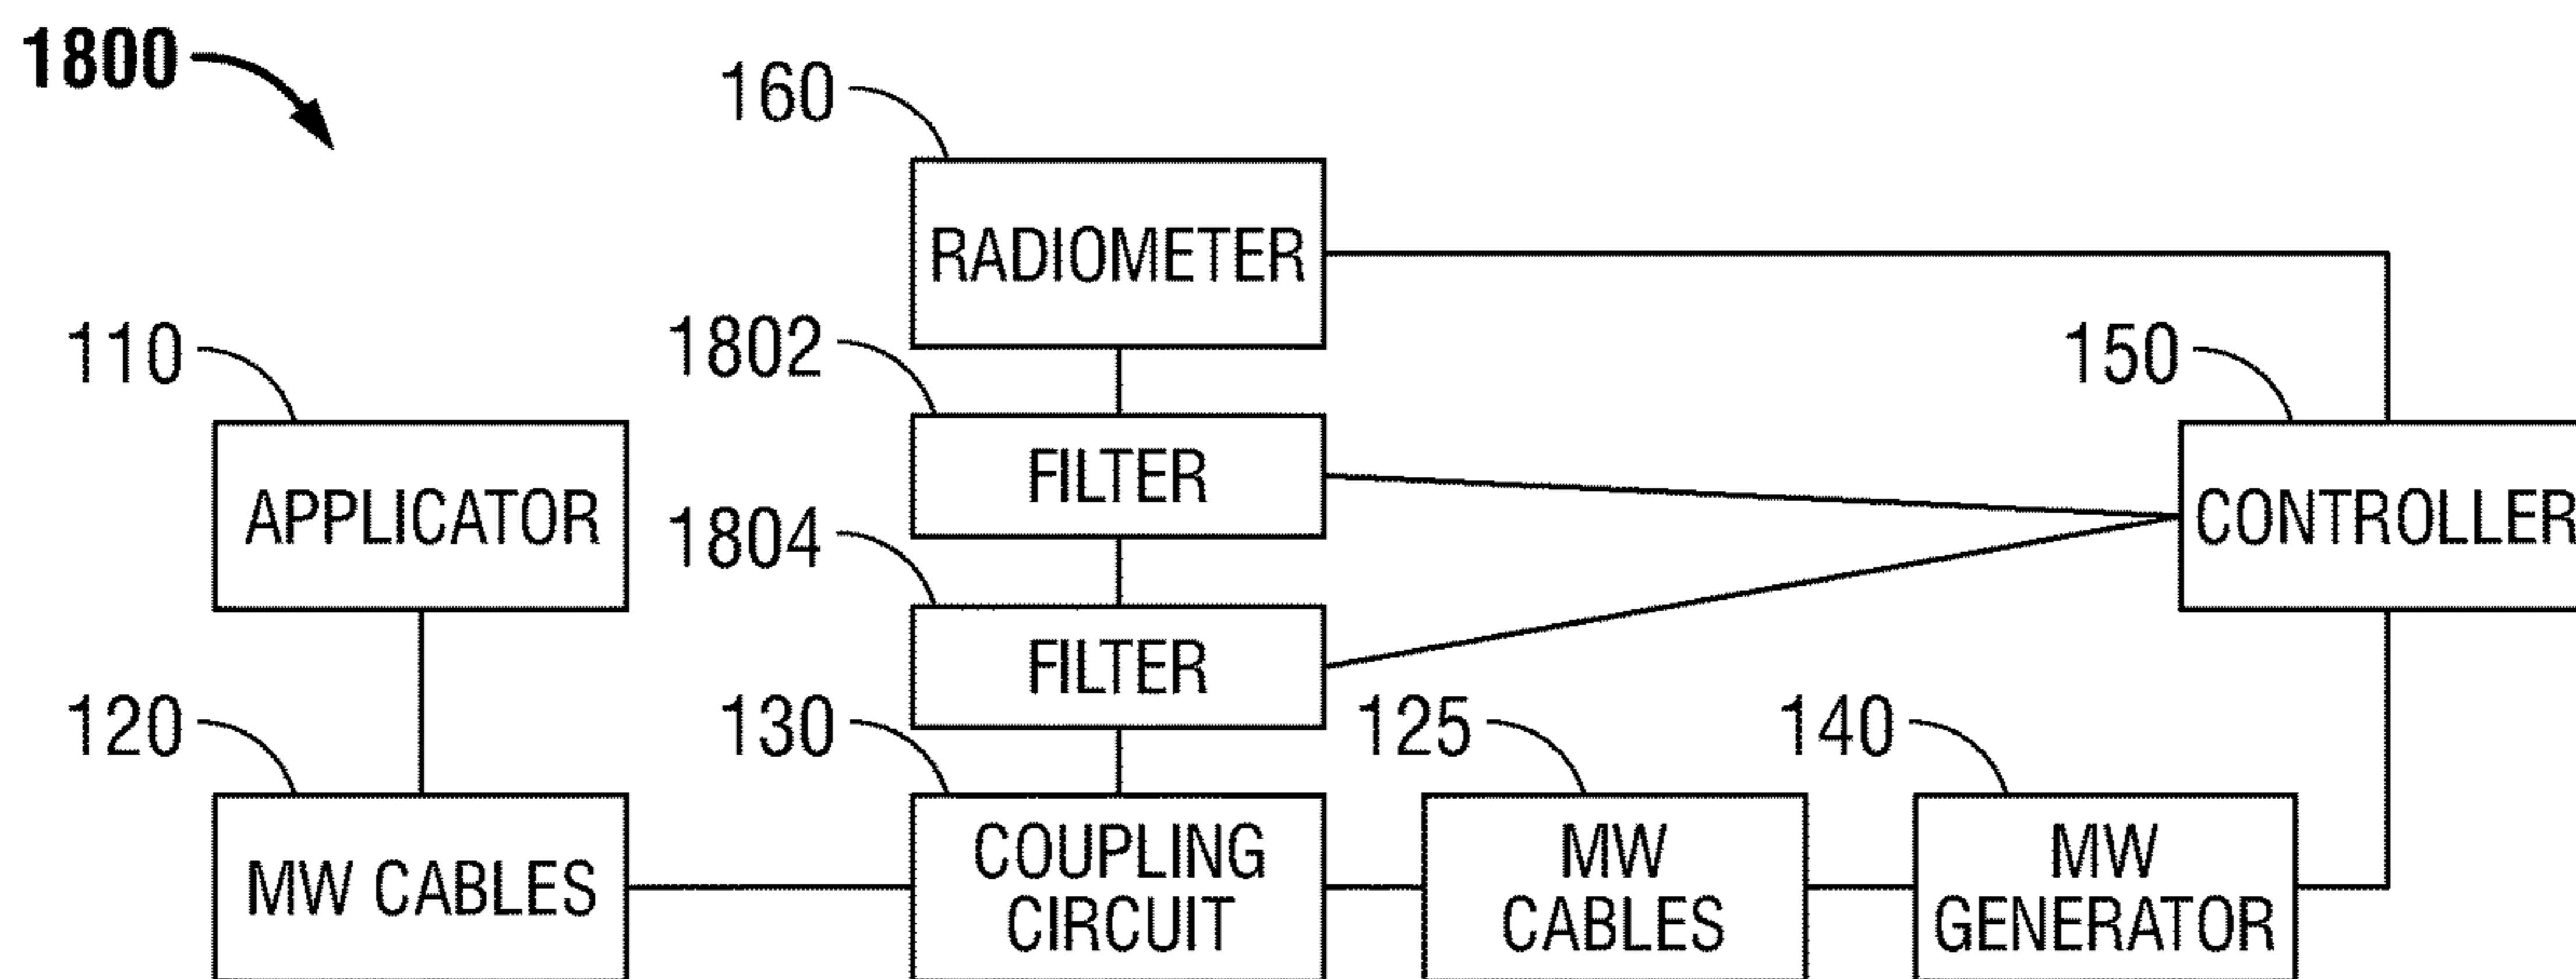 1800
160
RADIOMETER
1802
110
150
FILTER
APPLICATOR
CONTROLLER
1804
FILTER
120
130
125
140
MW CABLES
COUPLING
CIRCUIT
MW
CABLES
MW
GENERATOR